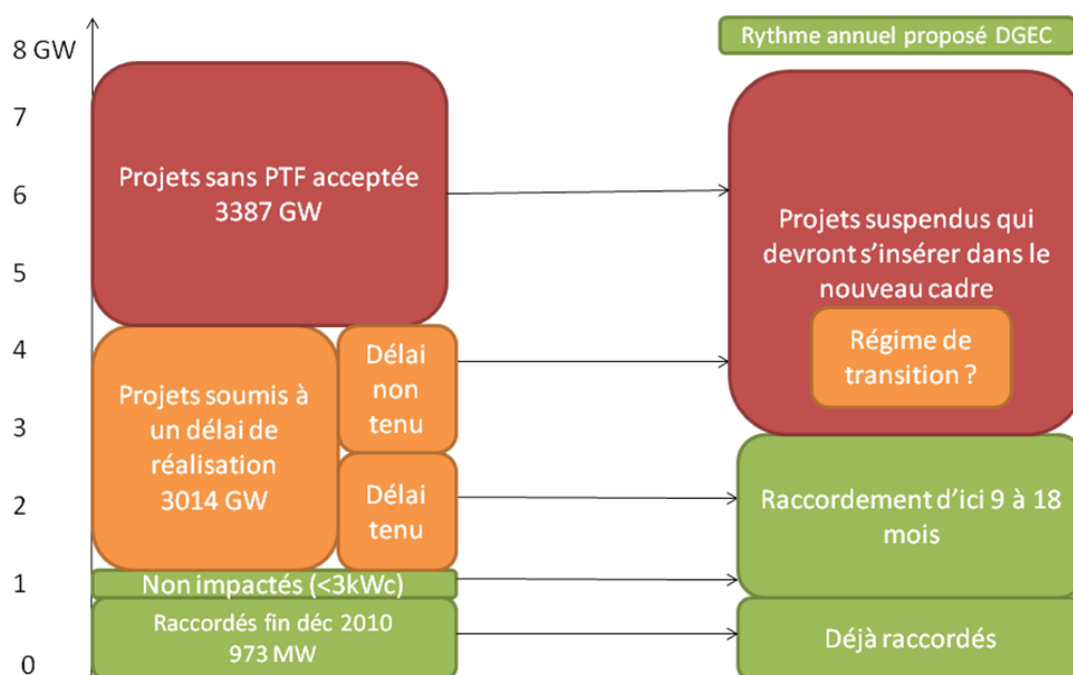 8 GW
7
6
5
4
3
2
1
0
Projets sans PTF acceptée
3387 GW
Projets soumis à
un délai de
réalisation
3014 GW
Délai
non
tenu
Délai
tenu
Non impactés (<3kWc)
Raccordés fin déc 2010
973 MW
Rythme annuel proposé DGEC
Projets suspendus qui
devront s’insérer dans le
nouveau cadre
Régime de
transition ?
Raccordement d’ici 9 à 18
mois
Déjà raccordés